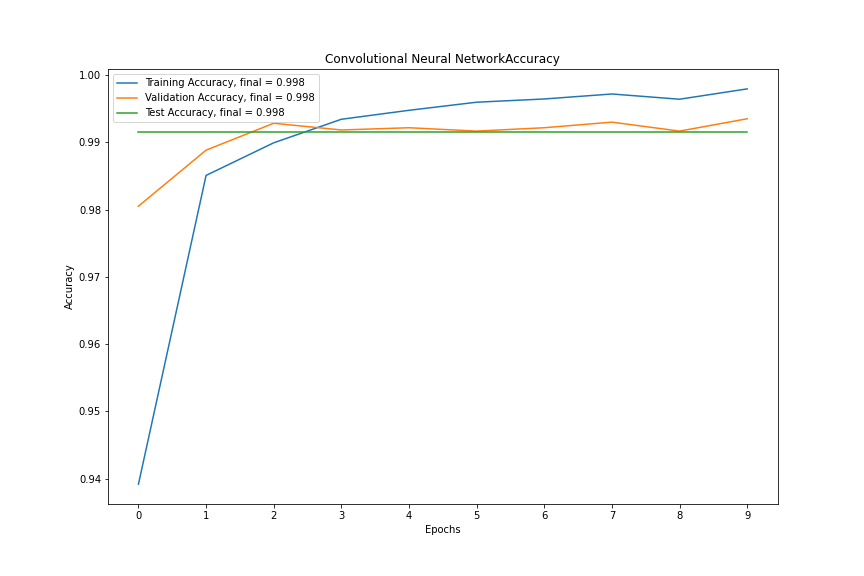 Convolutional Neural NetworkAccuracy
Training Accuracy, final = 0.998
Validation Accuracy, final = 0.998
Test Accuracy, final = 0.998
1.00
0.99
0.98
0.97
0.96
0.95
0.94
Accuracy
0 1 2 3 4 5 6 7 8 9
Epochs